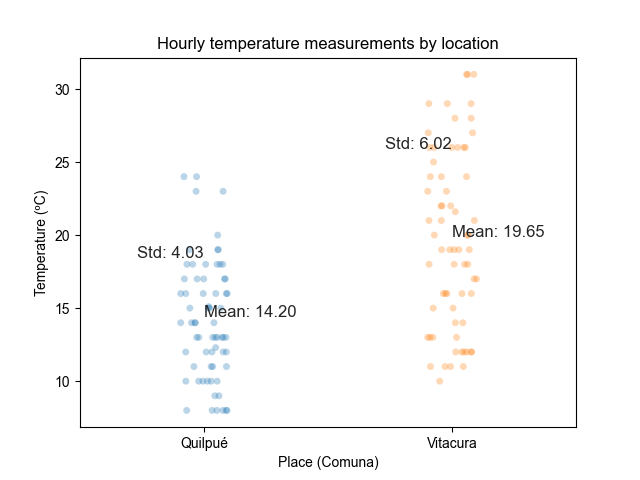 Hourly temperature measurements by location
Temperature (ºC)
30
25
20
15
10
Std: 6.02
Mean: 19.65
Std: 4.03
Mean: 14.20
Quilpué
Vitacura
Place (Comuna)